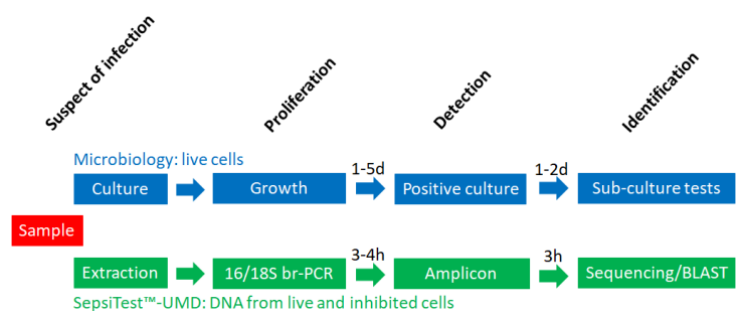 Suspect of infection
Proliferation
Detection
Identification
Microbiology: live cells
1-5d
1-2d
Culture
Growth
Positive culture
Sub-culture tests
Sample
3-4h
3h
Extraction
16/18S br-PCR
Amplicon
Sequencing/BLAST
SepsiTest™-UMD: DNA from live and inhibited cells